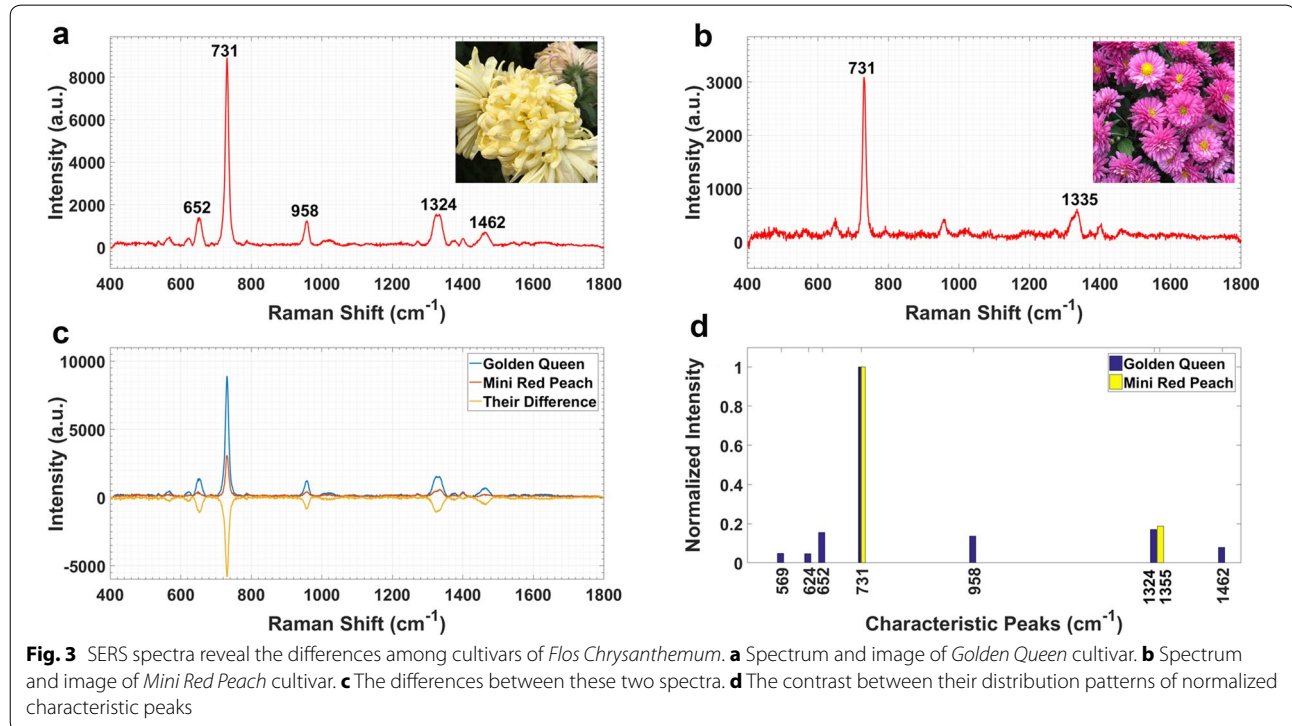 a
731
8000
6000
4000
2000
0
Intensity (a.u.)
652
958
1324
1462
400 600 800 1000 1200 1400 1600 1800
Raman Shift (cm-1)
b
731
3000
2000
1000
0
Intensity (a.u.)
1335
400 600 800 1000 1200 1400 1600 1800
Raman Shift (cm-1)
c
10000
5000
0
-5000
Intensity (a.u.)
Golden Queen
Mini Red Peach
Their Difference
400 600 800 1000 1200 1400 1600 1800
Raman Shift (cm-1)
d
1
0.8
0.6
0.4
0.2
0
Normalized Intensity
Golden Queen
Mini Red Peach
569 624 652 731 958 1324 1355 1462
Characteristic Peaks (cm-1)
Fig. 3 SERS spectra reveal the differences among cultivars of Flos Chrysanthemum. a Spectrum and image of Golden Queen cultivar. b Spectrum
and image of Mini Red Peach cultivar. c The differences between these two spectra. d The contrast between their distribution patterns of normalized
characteristic peaks